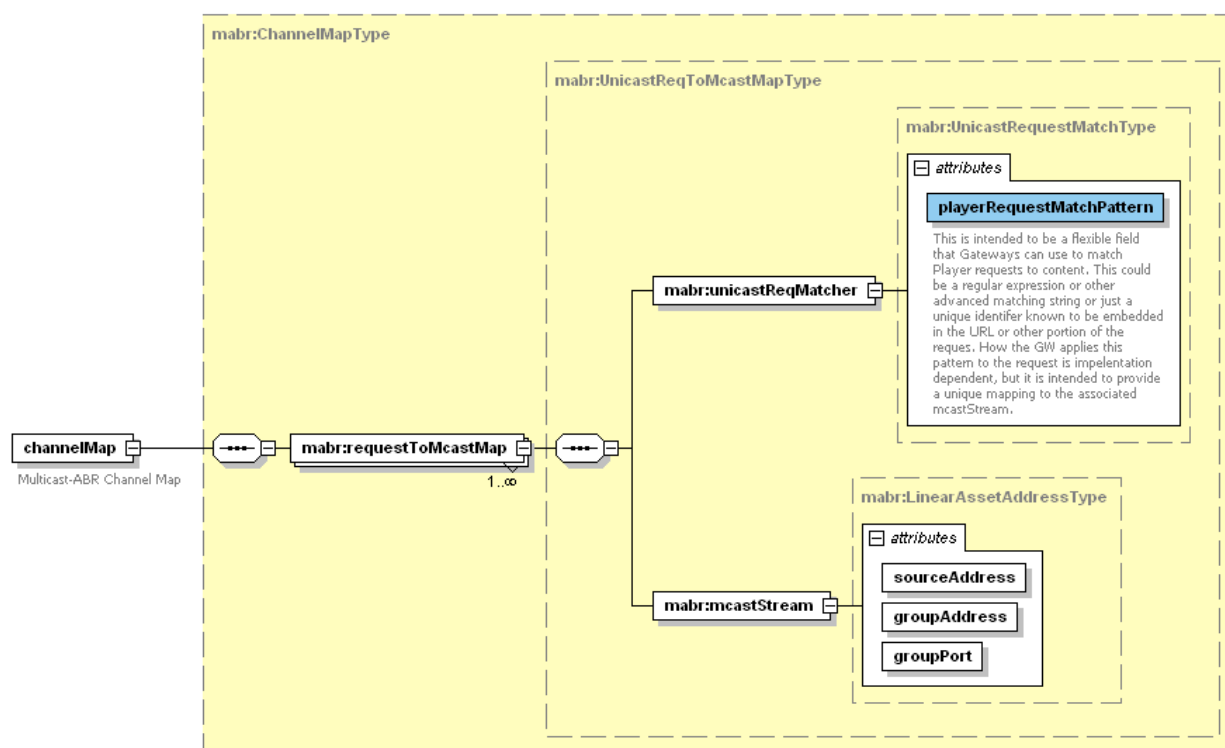 mabr:ChannelMapType
mabr:UnicastReqToMcastMapType
mabr:UnicastRequestMatchType
attributes
playerRequestMatchPattern
This is intended to be a flexible field
that Gateways can use to match
Player requests to content. This could
be a regular expression or other
advanced matching string or just a
unique identifer known to be embedded
in the URL or other portion of the
reques. How the GW applies this
pattern to the request is impelentation
dependent, but it is intended to provide
a unique mapping to the associated
mcastStream.
mabr:unicastReqMatcher
channelMap
Multicast-ABR Channel Map
mabr:requestToMcastMap
1..∞
mabr:LinearAssetAddressType
attributes
sourceAddress
groupAddress
groupPort
mabr:mcastStream